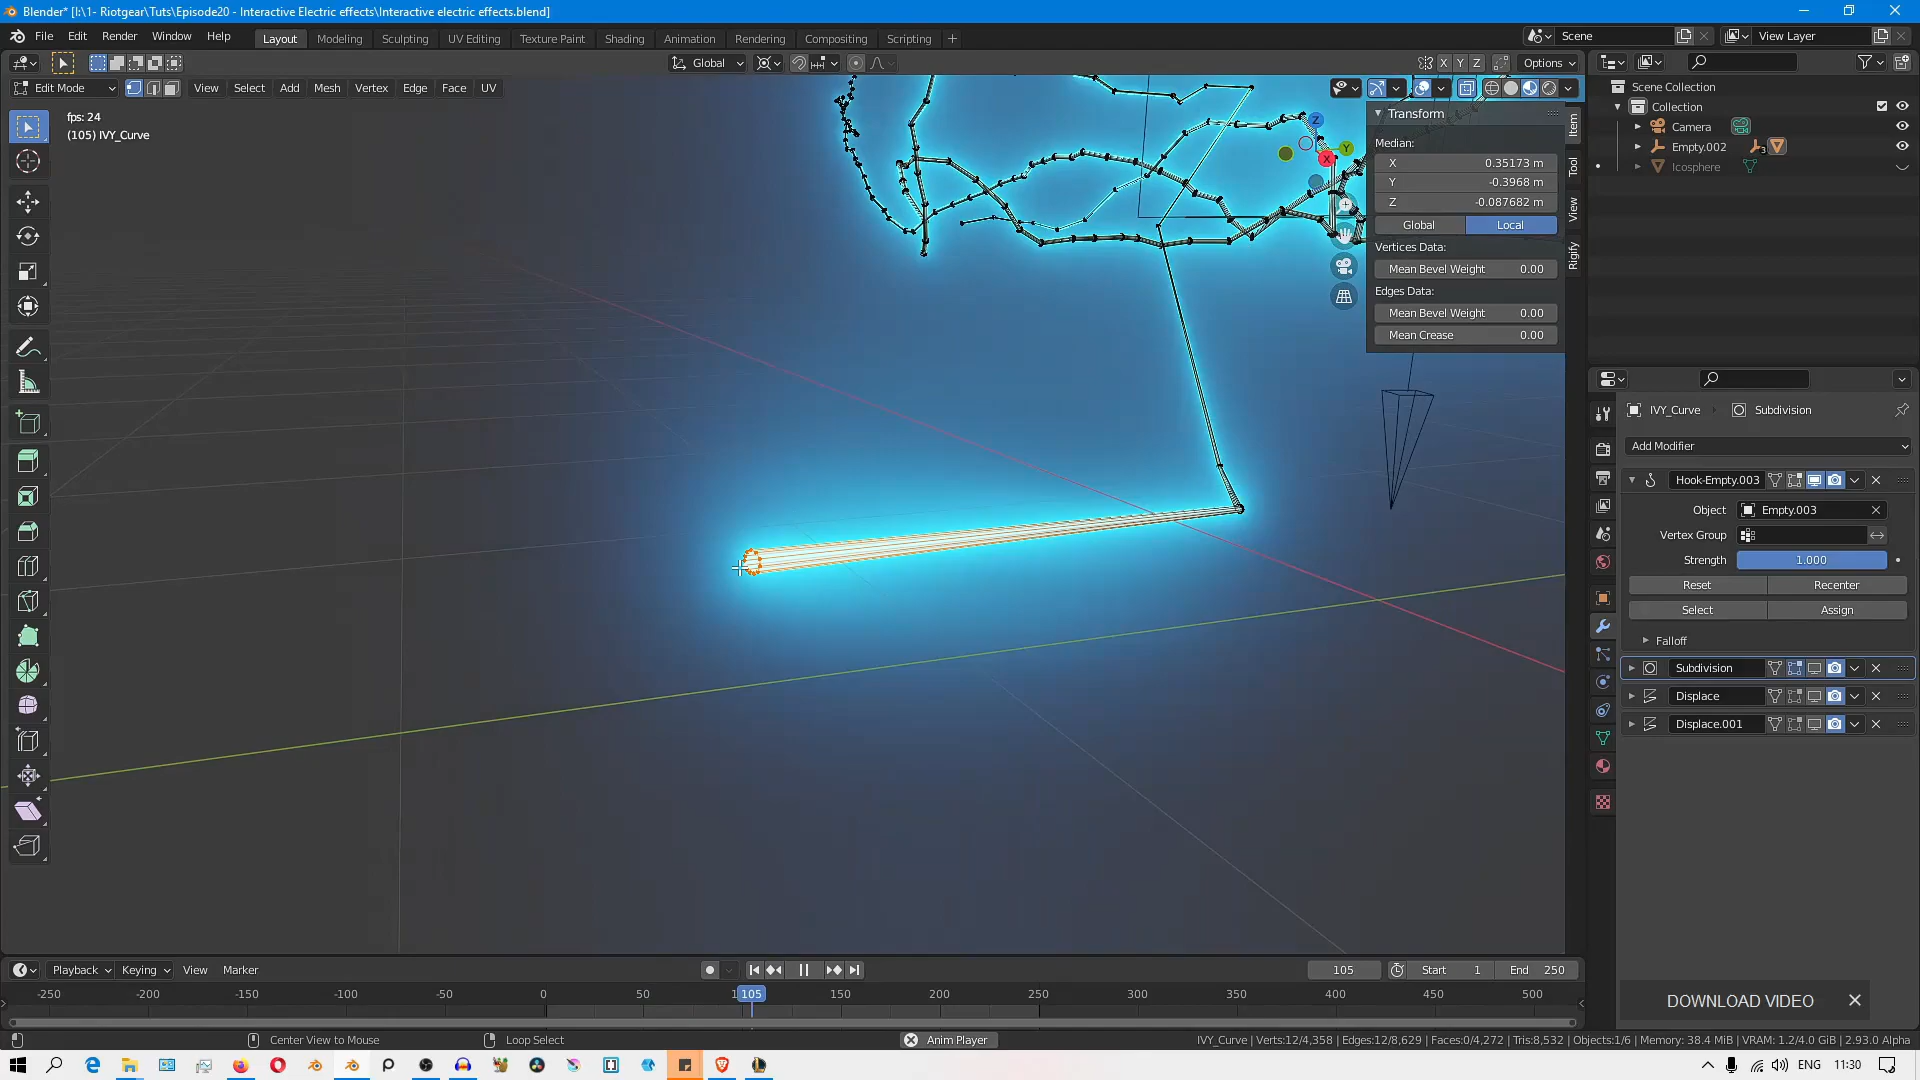 Blender* [I:\1- Riotgear\Tuts\Episode20 - Interactive Electric effects\Interactive electric effects.blend]
File Edit Render Window Help
Layout Modeling Sculpting UV Editing Texture Paint Shading Animation Rendering Compositing Scripting
Scene
View Layer
Global
X Y Z
Options
Edit Mode
View Select Add Mesh Vertex Edge Face UV
fps: 24
(105) IVY_Curve
Z
Y
X
Transform
Median:
X 0.35173 m
Y -0.3968 m
Z -0.087682 m
Global Local
Vertices Data:
Mean Bevel Weight 0.00
Edges Data:
Mean Bevel Weight 0.00
Mean Crease 0.00
Item
Tool
View
Rigify
Scene Collection
Collection
Camera
Empty.002
3
Icosphere
IVY_Curve Subdivision
Add Modifier
Hook-Empty.003
Object Empty.003
Vertex Group
Strength 1.000
Reset Recenter
Select Assign
Falloff
Subdivision
Displace
Displace.001
Playback Keying View Marker
105 Start 1 End 250
-250 -200 -150 -100 -50 0 50 105 150 200 250 300 350 400 450 500
DOWNLOAD VIDEO
Center View to Mouse Loop Select
Anim Player
IVY_Curve | Verts:12/4,358 | Edges:12/8,629 | Faces:0/4,272 | Tris:8,532 | Objects:1/6 | Memory: 38.4 MiB | VRAM: 1.2/4.0 GiB | 2.93.0 Alpha
ENG 11:30